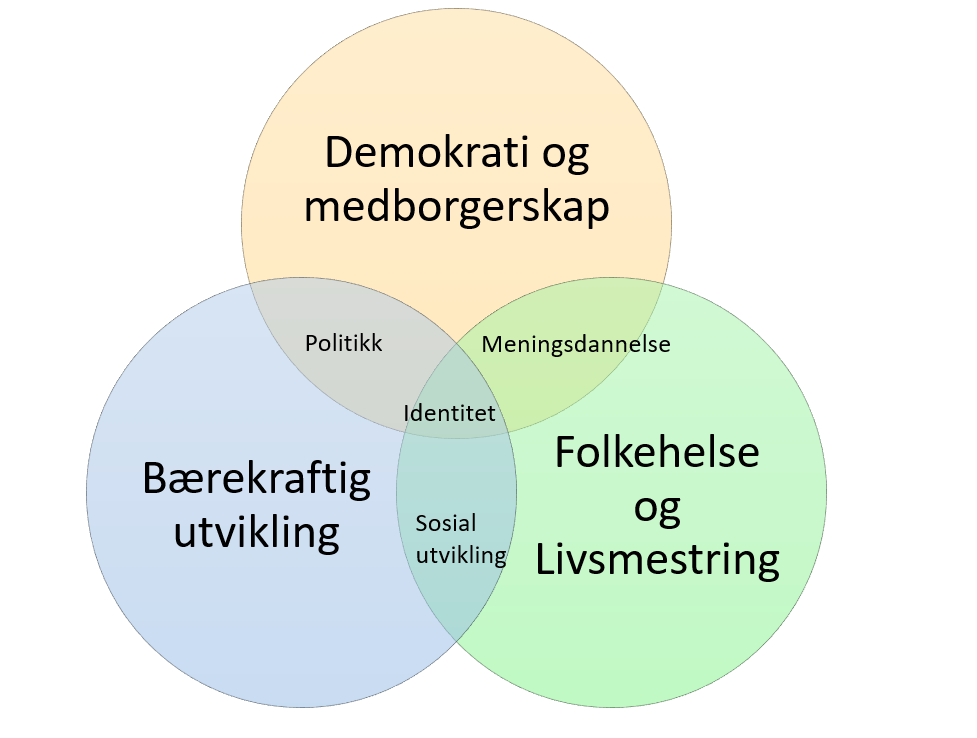 Demokrati og
medborgerskap
Politikk
Meningsdannelse
Identitet
Bærekraftig
utvikling
Folkehelse
og
Livsmestring
Sosial
utvikling